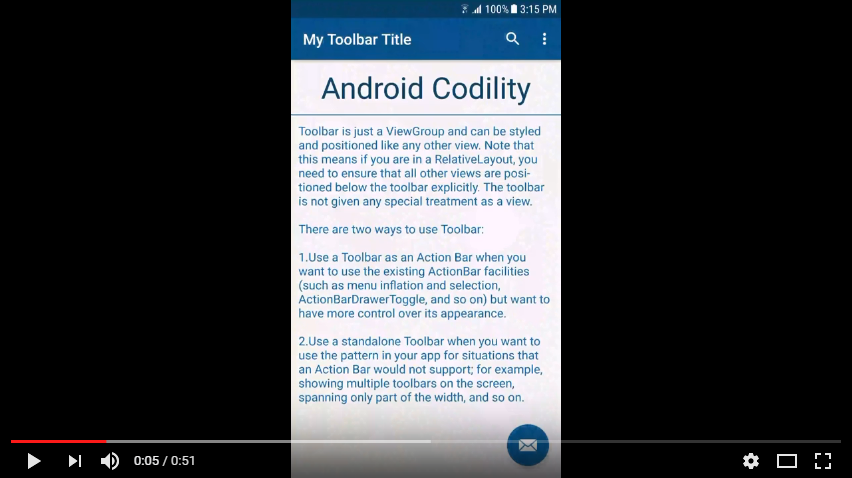 100% 3:15 PM
My Toolbar Title
Android Codility
Toolbar is just a ViewGroup and can be styled
and positioned like any other view. Note that
this means if you are in a RelativeLayout, you
need to ensure that all other views are posi-
tioned below the toolbar explicitly. The toolbar
is not given any special treatment as a view.
There are two ways to use Toolbar:
1.Use a Toolbar as an Action Bar when you
want to use the existing ActionBar facilities
(such as menu inflation and selection,
ActionBarDrawerToggle, and so on) but want to
have more control over its appearance.
2.Use a standalone Toolbar when you want to
use the pattern in your app for situations that
an Action Bar would not support; for example,
showing multiple toolbars on the screen,
spanning only part of the width, and so on.
0:05 / 0:51